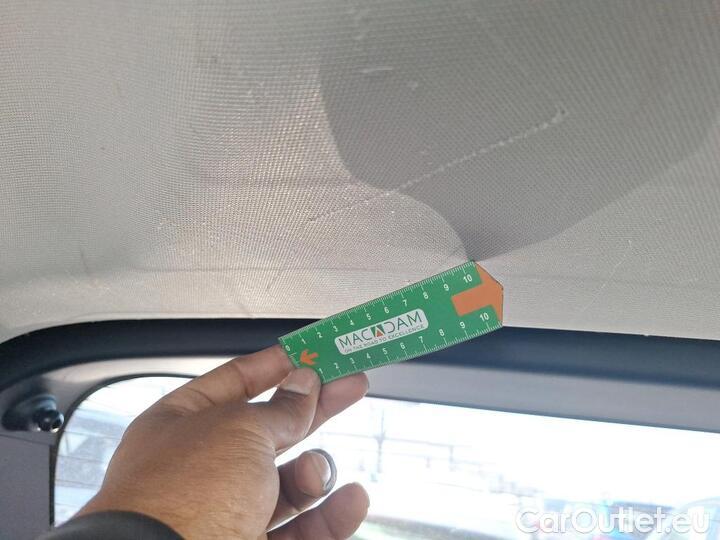 0 1 2 3 4 5 6 7 8 9 10
MACADAM
ON THE ROAD TO EXCELLENCE
1 2 3 4 5 6 7 8 9 10
CarOutlet.eu